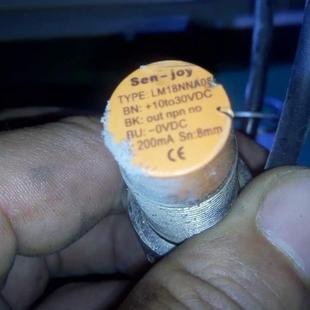 Sen-joy
TYPE: LM18NNA08
BN: +10to30VDC
BK: out npn no
BU: -0VDC
200mA Sn:8mm
CE